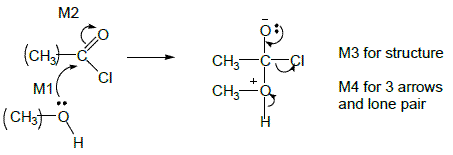 M2
O
(CH₃) C
Cl
M1
(CH₃) O
H
O
CH₃ C Cl
CH₃ O
+
H
M3 for structure
M4 for 3 arrows
and lone pair